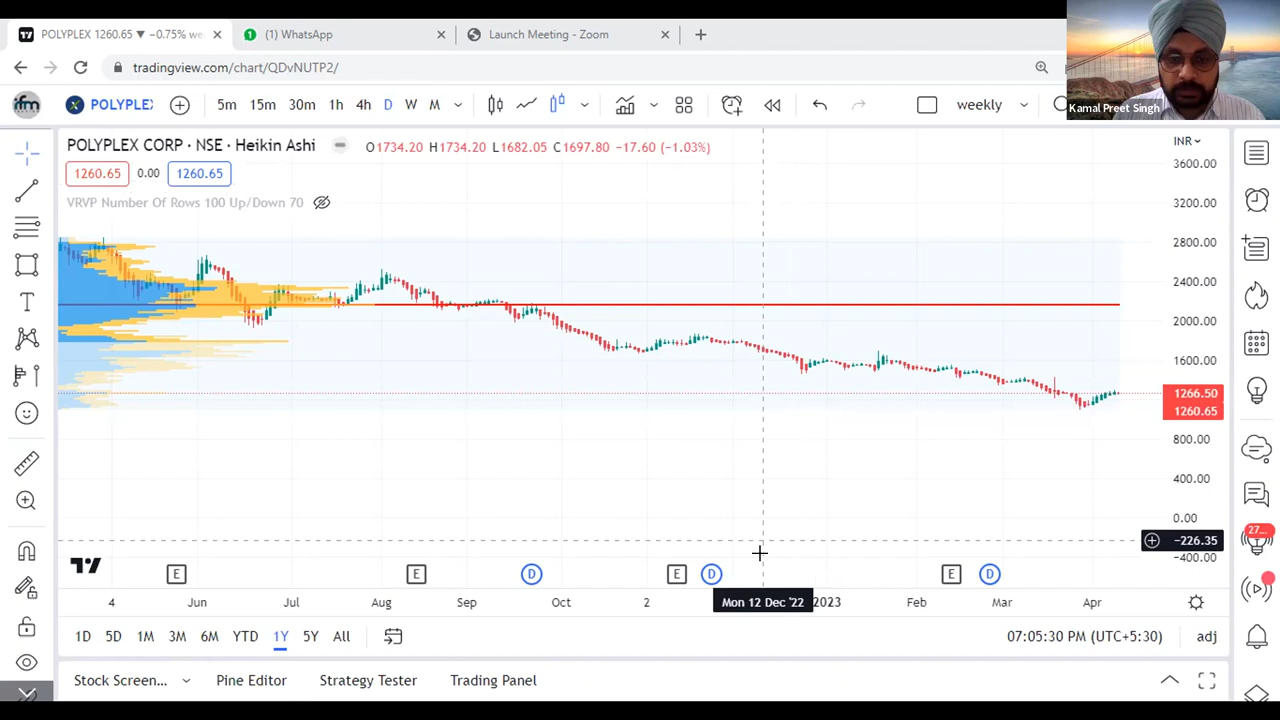 POLYPLEX 1260.65 ▼ −0.75% we
(1) WhatsApp
Launch Meeting - Zoom
tradingview.com/chart/QDvNUTP2/
ifm
POLYPLEX
5m 15m 30m 1h 4h D W M
weekly
Kamal Preet Singh
POLYPLEX CORP · NSE · Heikin Ashi
O1734.20 H1734.20 L1682.05 C1697.80 −17.60 (−1.03%)
INR
1260.65 0.00 1260.65
VRVP Number Of Rows 100 Up/Down 70
3600.00
3200.00
2800.00
2400.00
2000.00
1600.00
1266.50
1260.65
800.00
400.00
0.00
−226.35
−400.00
27...
E E D E D E D
4 Jun Jul Aug Sep Oct 2 Mon 12 Dec '22 2023 Feb Mar Apr
1D 5D 1M 3M 6M YTD 1Y 5Y All
07:05:30 PM (UTC+5:30) adj
Stock Screen... Pine Editor Strategy Tester Trading Panel